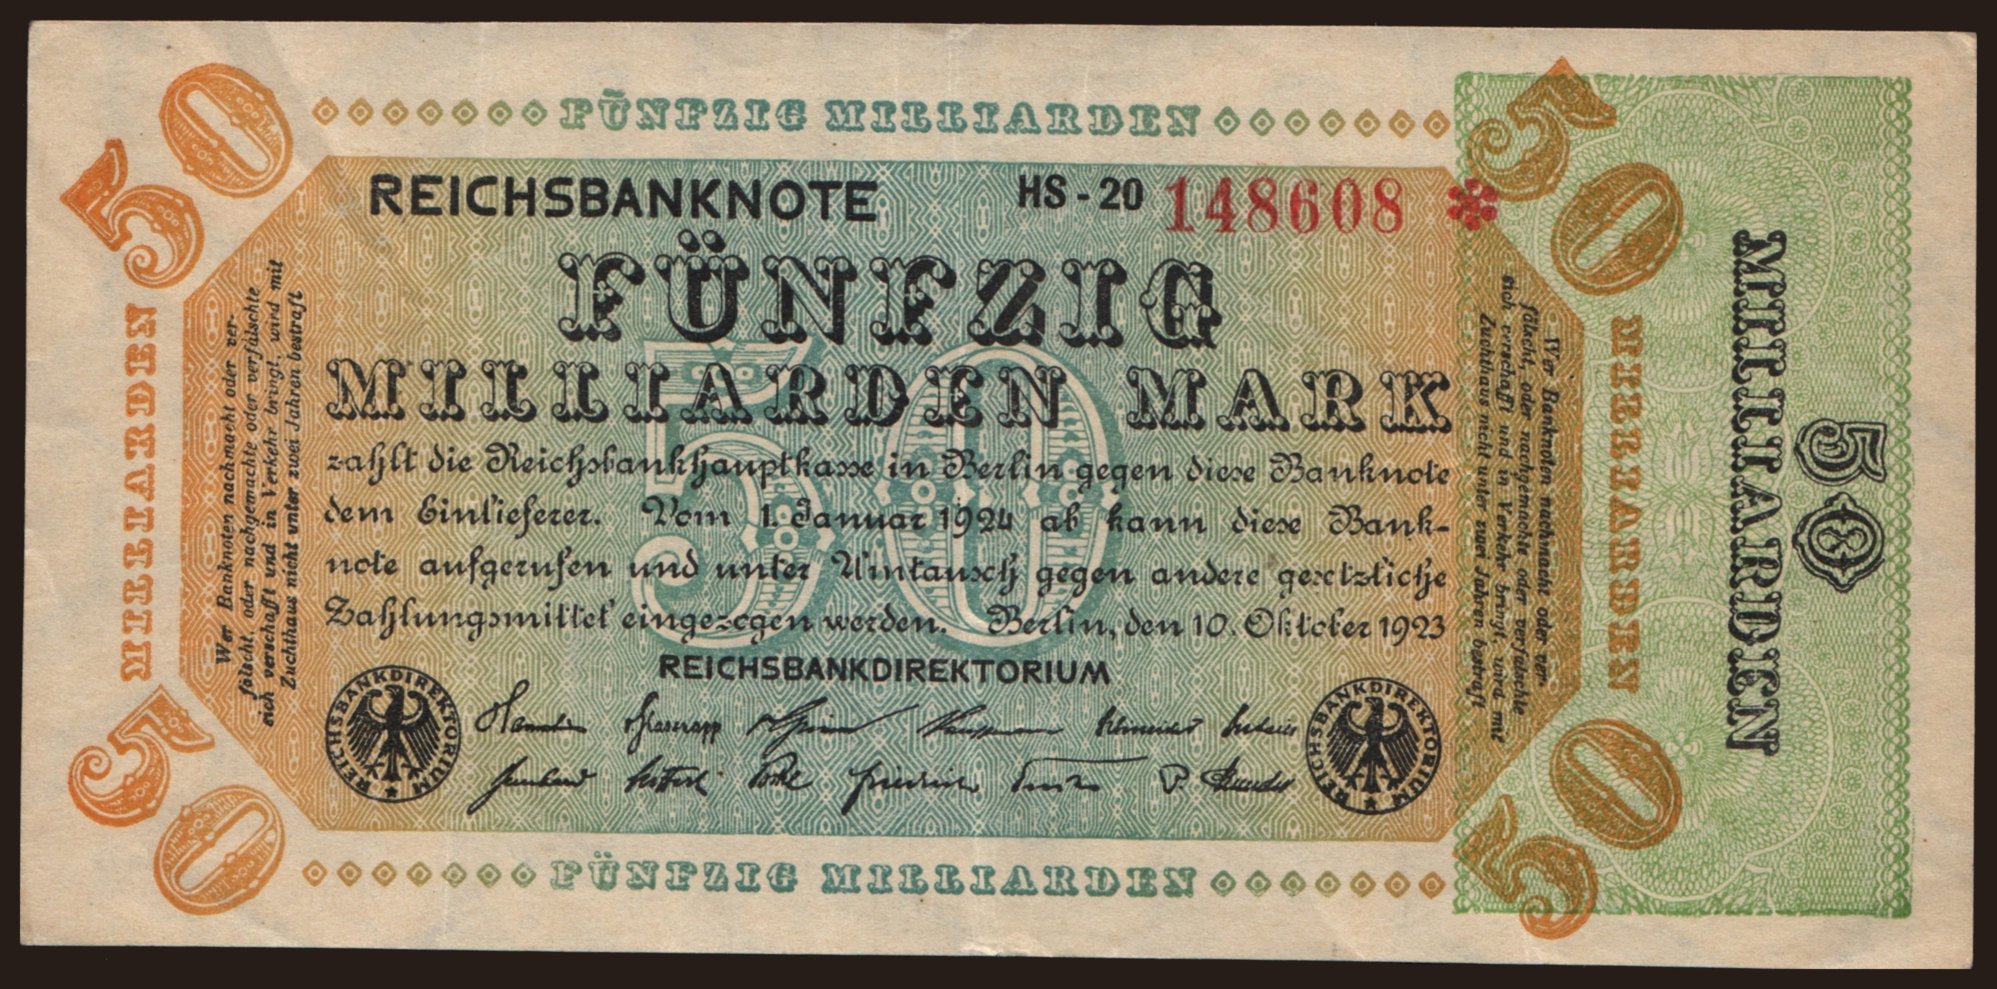 FÜNFZIG MILLIARDEN
REICHSBANKNOTE
HS-20 148608 *
FÜNFZIG
MILLIARDEN MARK
50
zahlt die Reichsbankhauptkasse in Berlin gegen diese Banknote
dem Einlieferer. Vom 1. Januar 1924 ab kann diese Bank-
note aufgerufen und unter Umtausch gegen andere gesetzliche
Zahlungsmittel eingezogen werden. Berlin, den 10. Oktober 1923
REICHSBANKDIREKTORIUM
REICHSBANKDIREKTORIUM
REICHSBANKDIREKTORIUM
FÜNFZIG MILLIARDEN
50
MILLIARDEN
50
Wer Banknoten nachmacht oder ver-
fälscht, oder nachgemachte oder verfälschte
sich verschafft und in Verkehr bringt, wird mit
Zuchthaus nicht unter zwei Jahren bestraft
Wer Banknoten nachmacht oder ver-
fälscht, oder nachgemachte oder verfälschte
sich verschafft und in Verkehr bringt, wird mit
Zuchthaus nicht unter zwei Jahren bestraft
50
MILLIARDEN
50
50
MILLIARDEN